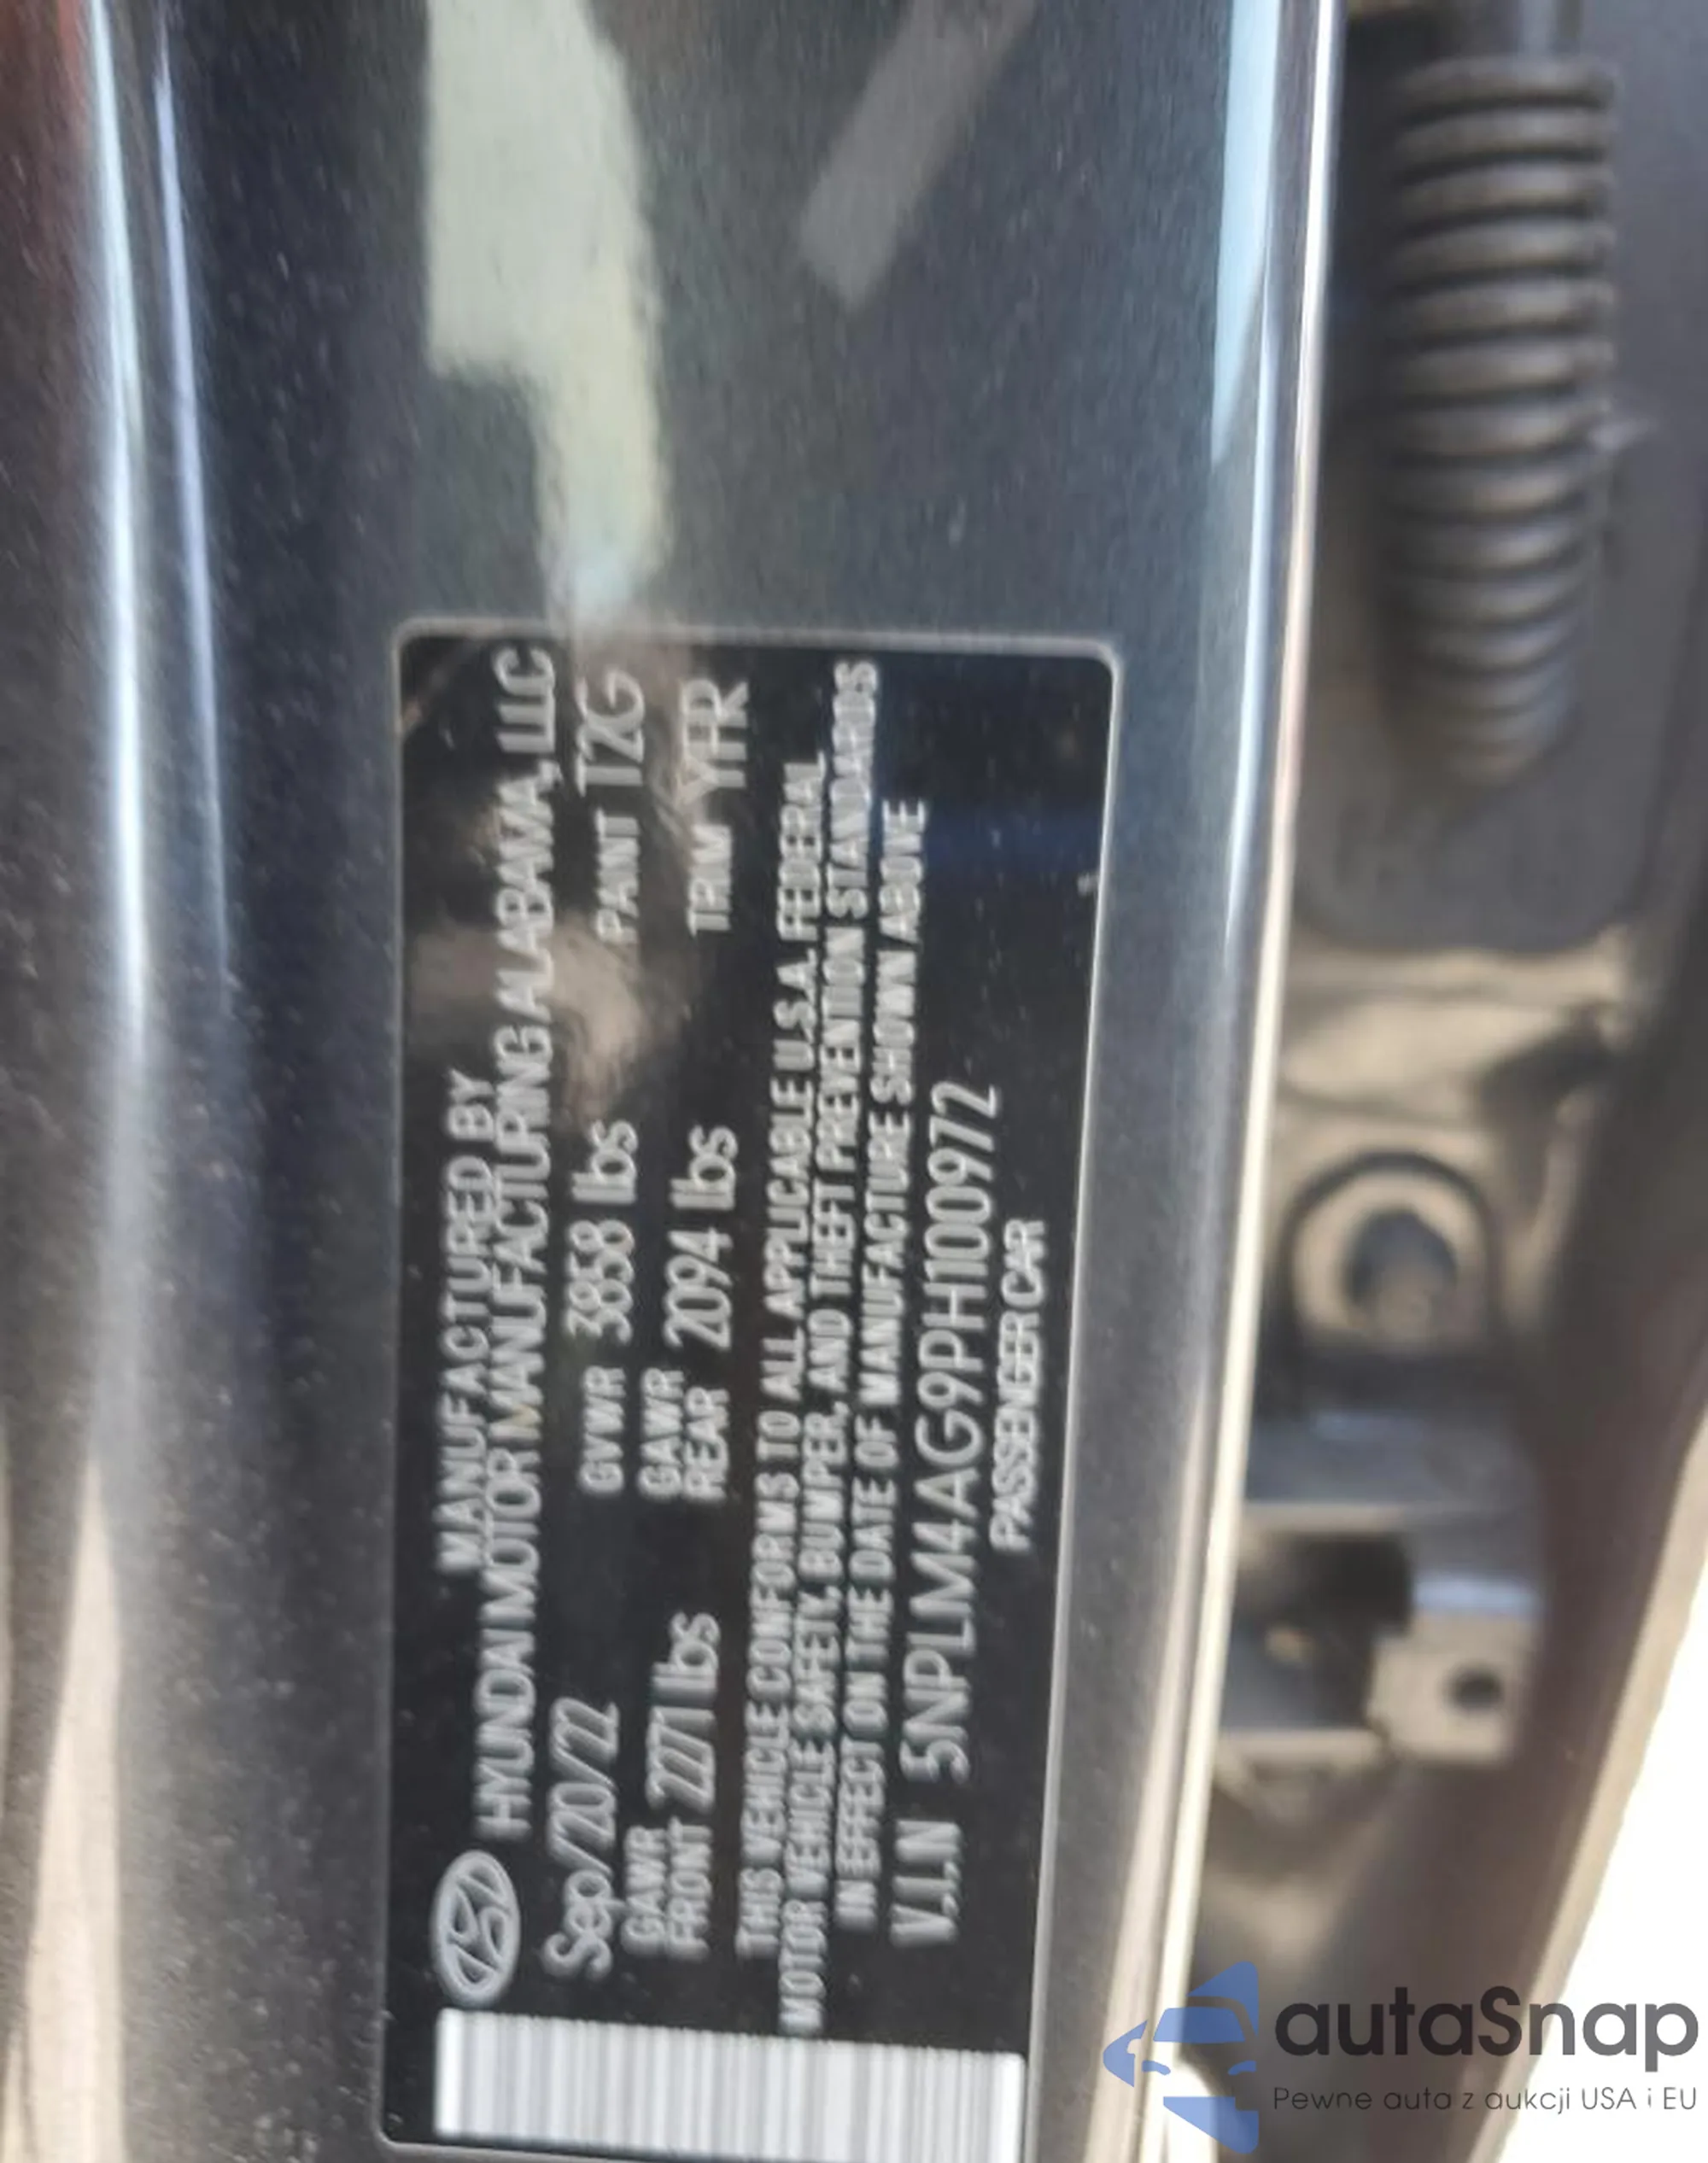 MANUFACTURED BY
HYUNDAI MOTOR MANUFACTURING ALABAMA, LLC
Sep/20/22 GVWR 3858 lbs PAINT T2G
GAWR FRONT 2271 lbs GAWR REAR 2094 lbs TRIM YFR
THIS VEHICLE CONFORMS TO ALL APPLICABLE U.S.A. FEDERAL
MOTOR VEHICLE SAFETY, BUMPER, AND THEFT PREVENTION STANDARDS
IN EFFECT ON THE DATE OF MANUFACTURE SHOWN ABOVE
V.I.N 5NPLM4AG9PH100972
PASSENGER CAR
autaSnap
Pewne auta z aukcji USA i EU